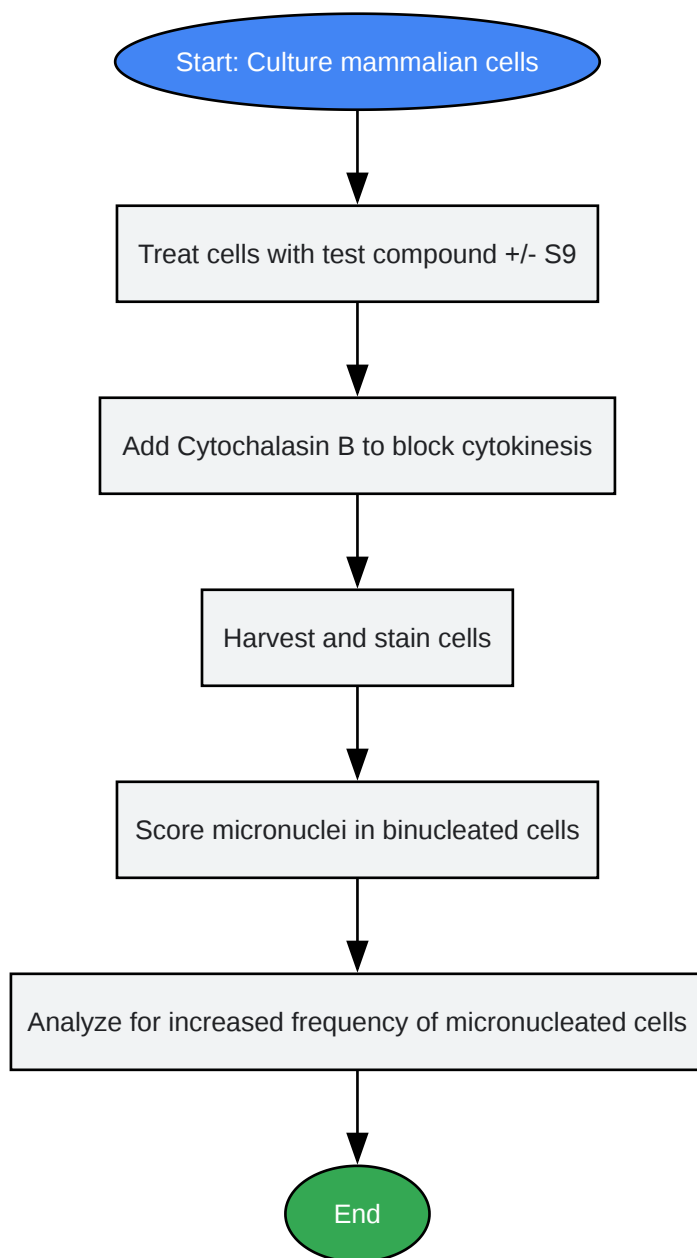 Start: Culture mammalian cells
Treat cells with test compound +/- S9
Add Cytochalasin B to block cytokinesis
Harvest and stain cells
Score micronuclei in binucleated cells
Analyze for increased frequency of micronucleated cells
End